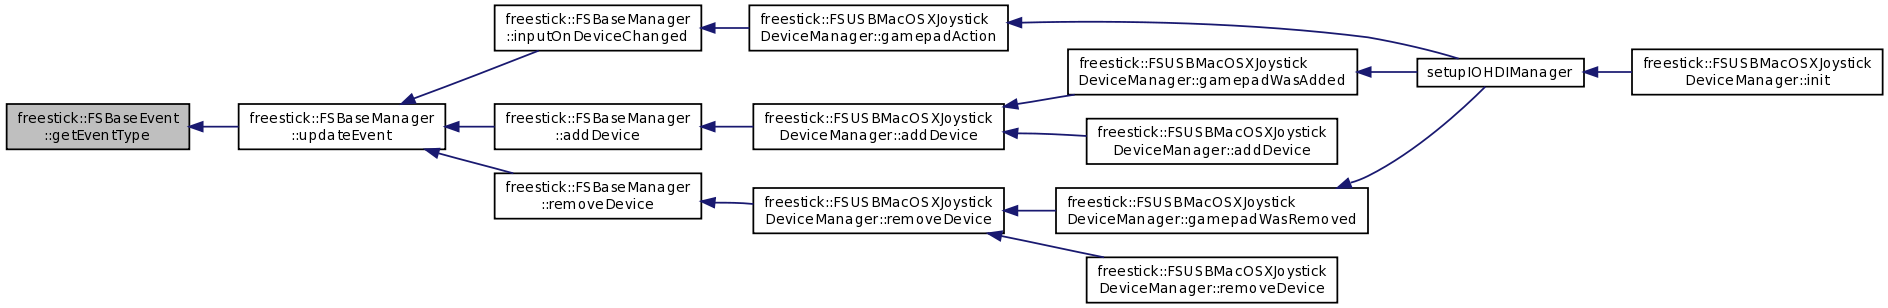 freestick::FSBaseEvent
::getEventType
freestick::FSBaseManager
::updateEvent
freestick::FSBaseManager
::inputOnDeviceChanged
freestick::FSBaseManager
::addDevice
freestick::FSBaseManager
::removeDevice
freestick::FSUSBMacOSXJoystick
DeviceManager::gamepadAction
freestick::FSUSBMacOSXJoystick
DeviceManager::addDevice
freestick::FSUSBMacOSXJoystick
DeviceManager::removeDevice
freestick::FSUSBMacOSXJoystick
DeviceManager::gamepadWasAdded
freestick::FSUSBMacOSXJoystick
DeviceManager::addDevice
freestick::FSUSBMacOSXJoystick
DeviceManager::gamepadWasRemoved
freestick::FSUSBMacOSXJoystick
DeviceManager::removeDevice
setupIOHDIManager
freestick::FSUSBMacOSXJoystick
DeviceManager::init